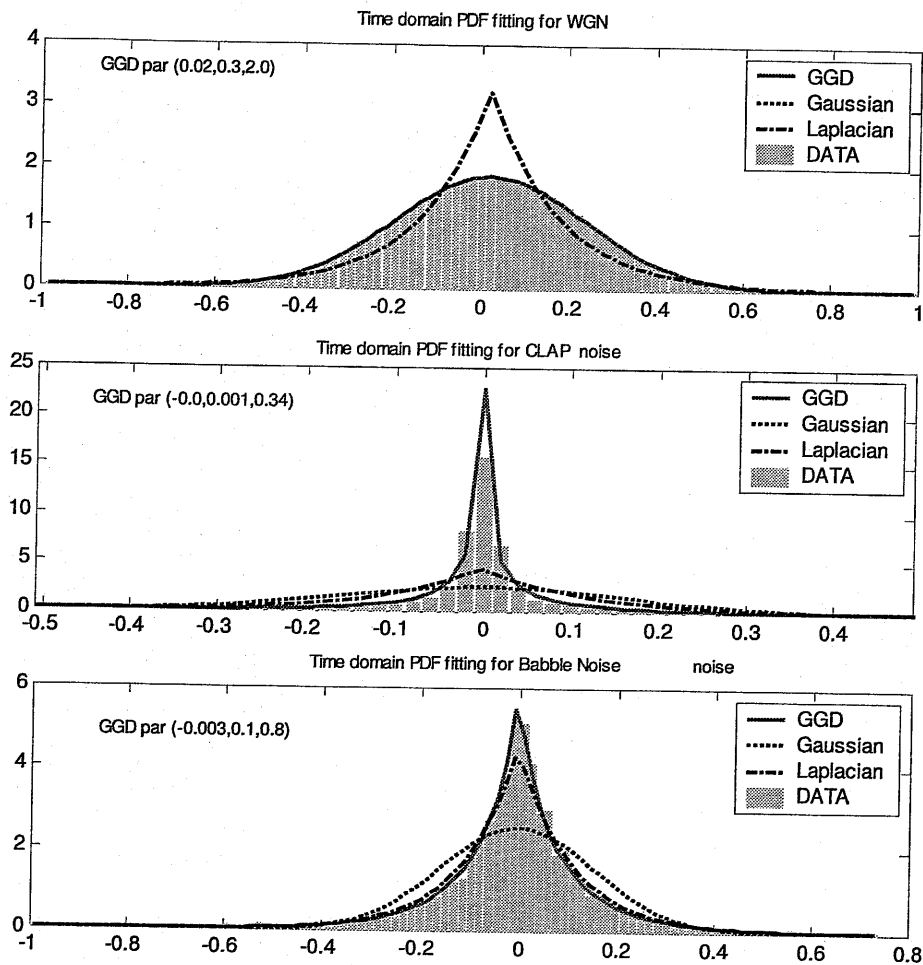 Time domain PDF fitting for WGN
4
3
2
1
0
GGD par (0.02,0.3,2.0)
GGD
Gaussian
Laplacian
DATA
-1 -0.8 -0.6 -0.4 -0.2 0 0.2 0.4 0.6 0.8 1
Time domain PDF fitting for CLAP noise
25
20
15
10
5
0
GGD par (-0.0,0.001,0.34)
GGD
Gaussian
Laplacian
DATA
-0.5 -0.4 -0.3 -0.2 -0.1 0 0.1 0.2 0.3 0.4
Time domain PDF fitting for Babble Noise noise
6
4
2
0
GGD par (-0.003,0.1,0.8)
GGD
Gaussian
Laplacian
DATA
-1 -0.8 -0.6 -0.4 -0.2 0 0.2 0.4 0.6 0.8